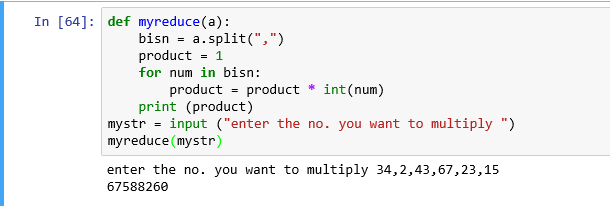 In [64]: def myreduce(a):
    bisn = a.split(",")
    product = 1
    for num in bisn:
        product = product * int(num)
    print (product)
mystr = input ("enter the no. you want to multiply ")
myreduce(mystr)
enter the no. you want to multiply 34,2,43,67,23,15
67588260